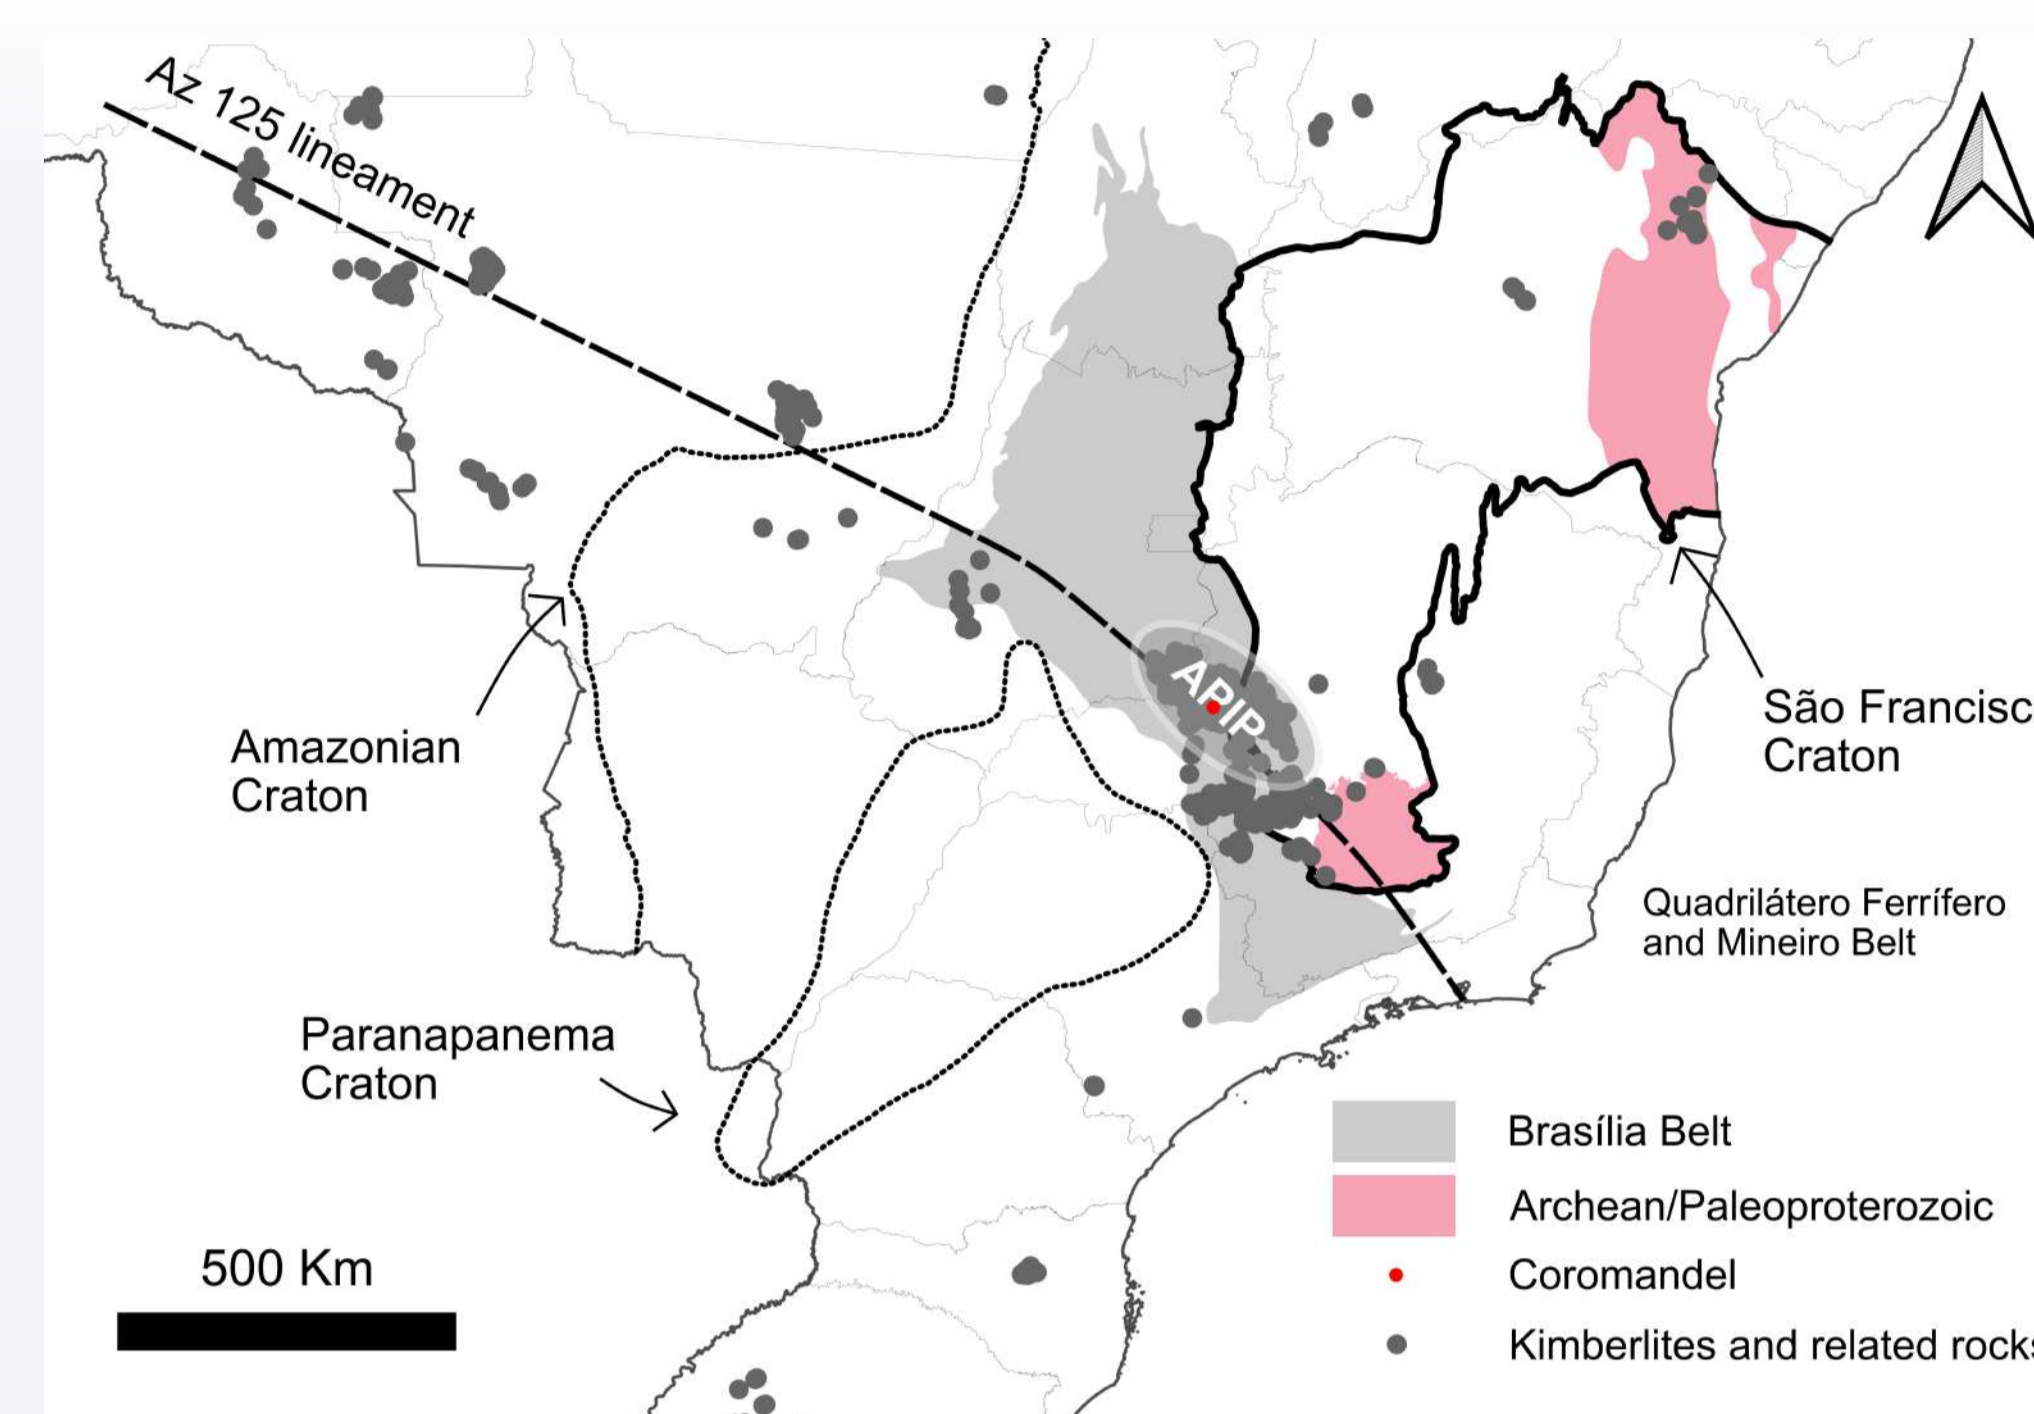 Az 125 lineament
APIP
Amazonian
Craton
São Francisc
Craton
Quadrilátero Ferrífero
and Mineiro Belt
Paranapanema
Craton
500 Km
Brasília Belt
Archean/Paleoproterozoic
Coromandel
Kimberlites and related rocks